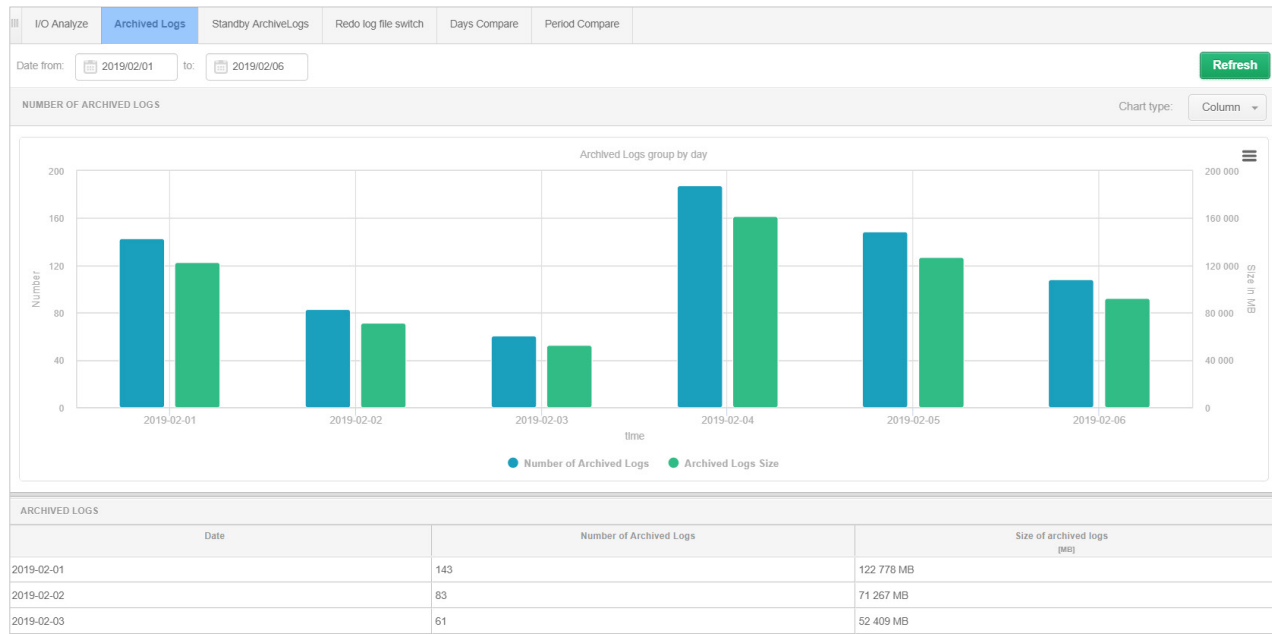 I/O Analyze Archived Logs Standby ArchiveLogs Redo log file switch Days Compare Period Compare
Date from: 2019/02/01 to: 2019/02/06 Refresh
NUMBER OF ARCHIVED LOGS Chart type: Column
Archived Logs group by day
200 200 000
160 160 000
120 120 000
80 80 000
40 40 000
0 0
Number
Size in MB
2019-02-01 2019-02-02 2019-02-03 2019-02-04 2019-02-05 2019-02-06
time
Number of Archived Logs Archived Logs Size
ARCHIVED LOGS
Date Number of Archived Logs Size of archived logs
[MB]
2019-02-01 143 122 778 MB
2019-02-02 83 71 267 MB
2019-02-03 61 52 409 MB